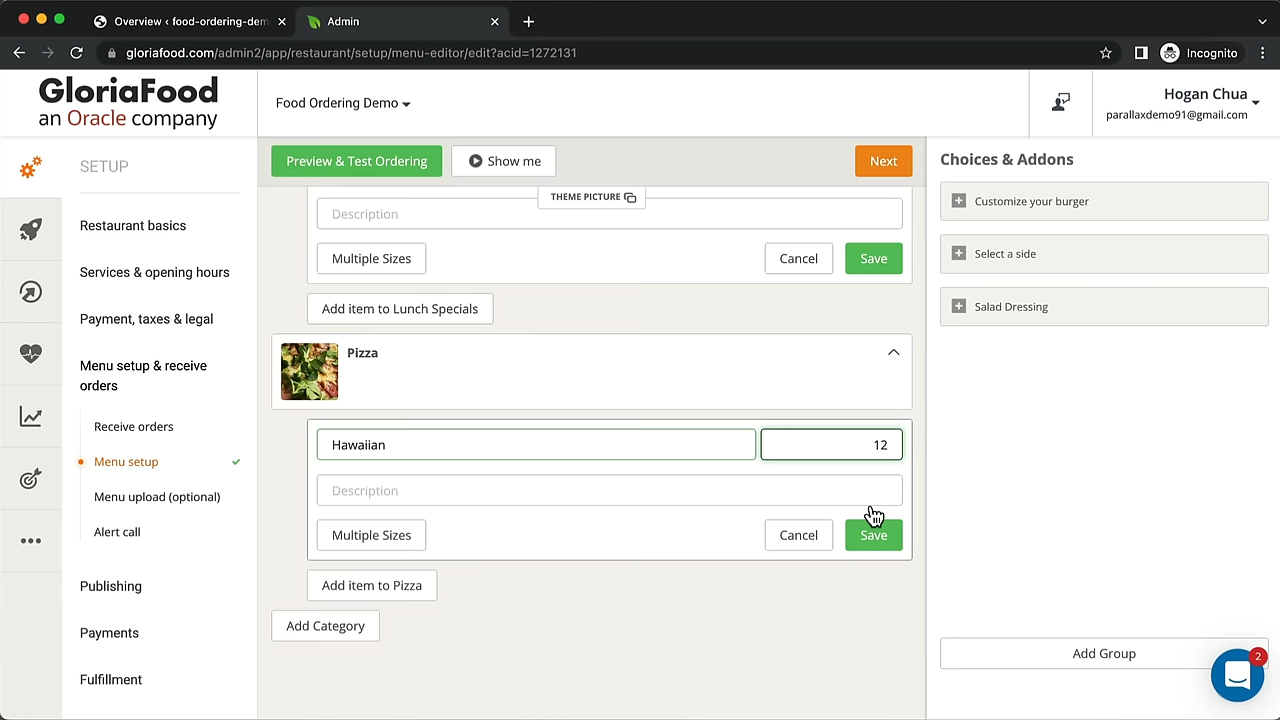 Overview ‹ food-ordering-dem
Admin
gloriafood.com/admin2/app/restaurant/setup/menu-editor/edit?acid=1272131
Incognito
GloriaFood
an Oracle company
Food Ordering Demo
Hogan Chua
parallaxdemo91@gmail.com
SETUP
Restaurant basics
Services & opening hours
Payment, taxes & legal
Menu setup & receive
orders
Receive orders
Menu setup
Menu upload (optional)
Alert call
Publishing
Payments
Fulfillment
Preview & Test Ordering
Show me
Next
THEME PICTURE
Description
Multiple Sizes
Cancel
Save
Add item to Lunch Specials
Pizza
Hawaiian
12
Description
Multiple Sizes
Cancel
Save
Add item to Pizza
Add Category
Choices & Addons
Customize your burger
Select a side
Salad Dressing
Add Group
2